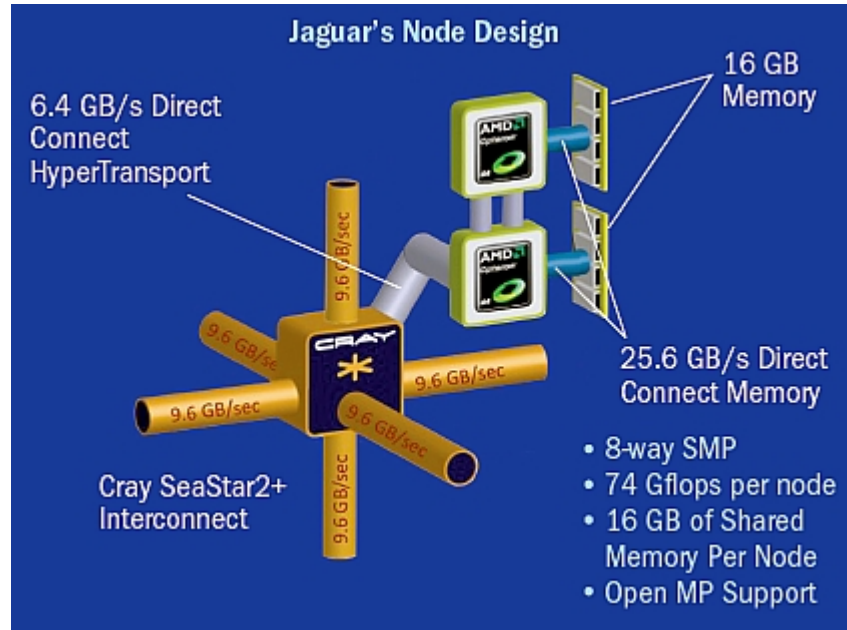 Jaguar's Node Design
6.4 GB/s Direct
Connect
HyperTransport
16 GB
Memory
AMD
Opteron
AMD
Opteron
25.6 GB/s Direct
Connect Memory
9.6 GB/sec
9.6 GB/sec
9.6 GB/sec
9.6 GB/sec
9.6 GB/sec
9.6 GB/sec
CRAY
Cray SeaStar2+
Interconnect
• 8-way SMP
• 74 Gflops per node
• 16 GB of Shared
Memory Per Node
• Open MP Support